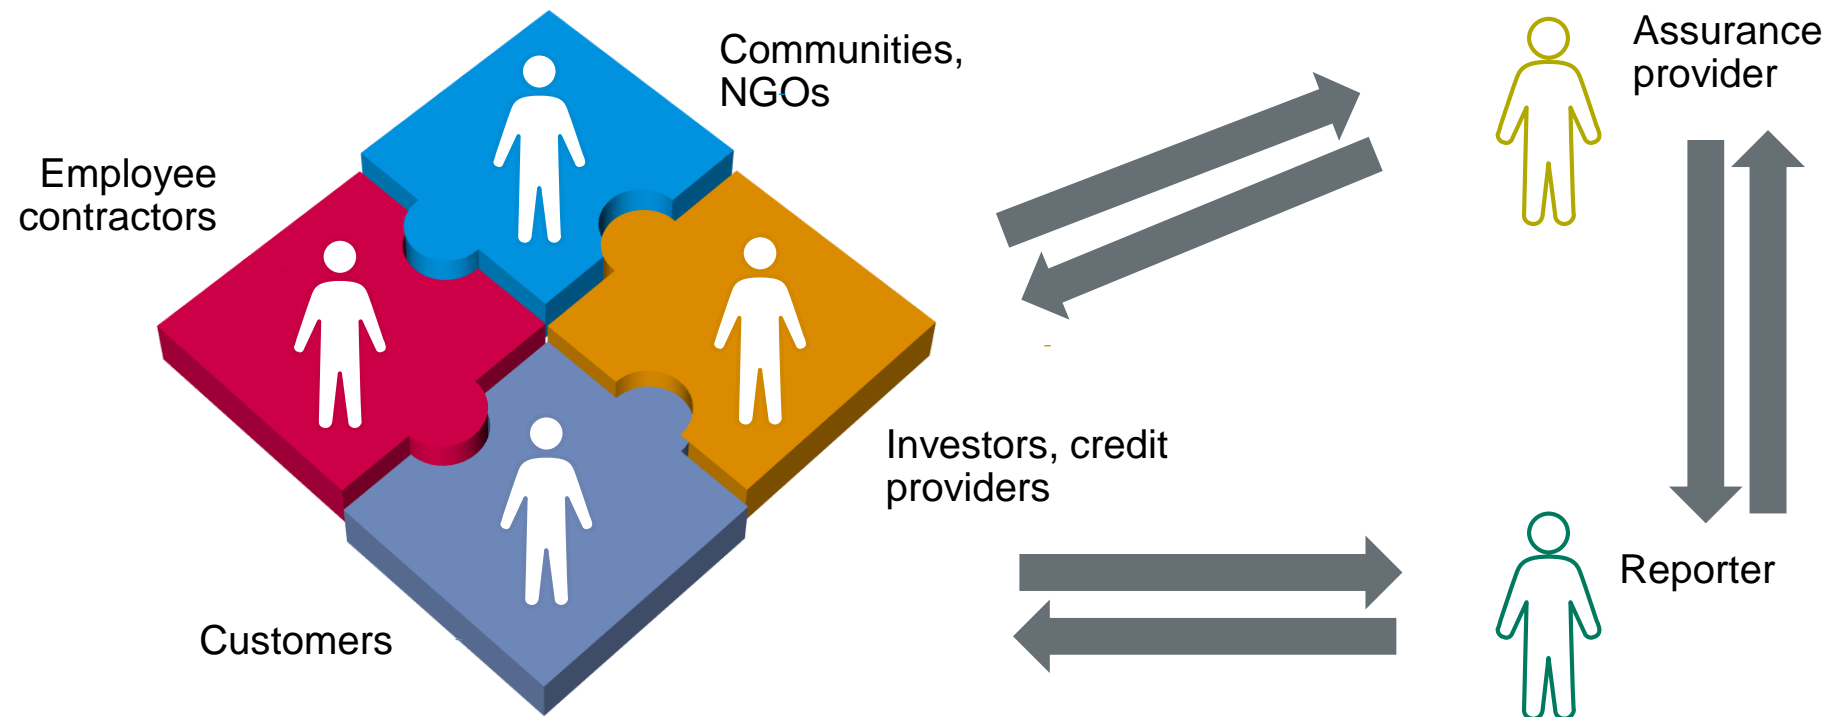 Communities,
NGOs
Assurance
provider
Employee
contractors
Investors, credit
providers
Reporter
Customers